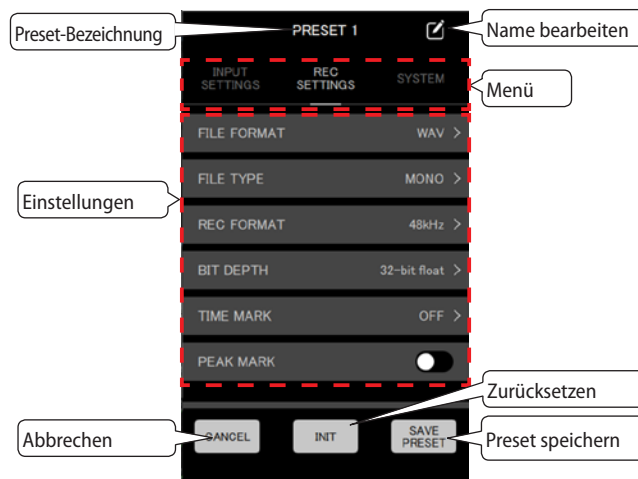 Preset-Bezeichnung
PRESET 1
Name bearbeiten
INPUT
SETTINGS
REC
SETTINGS
SYSTEM
Menü
FILE FORMAT WAV >
FILE TYPE MONO >
Einstellungen
REC FORMAT 48kHz >
BIT DEPTH 32-bit float >
TIME MARK OFF >
PEAK MARK
Zurücksetzen
Abbrechen
CANCEL
INIT
SAVE
PRESET
Preset speichern